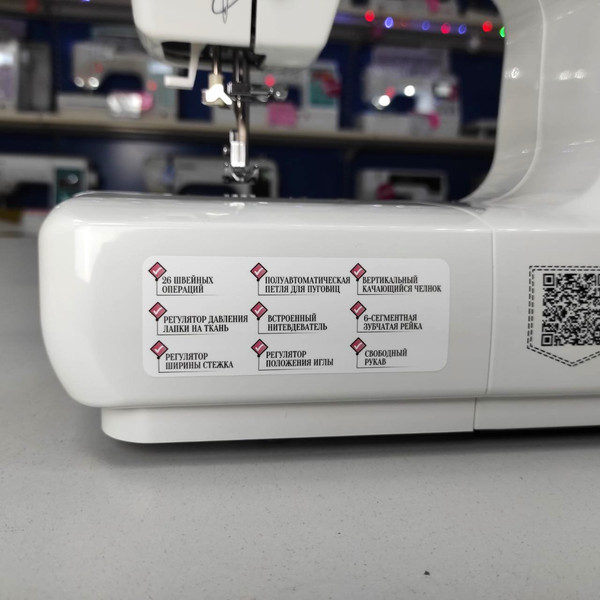 26 ШВЕЙНЫХ
ОПЕРАЦИЙ
ПОЛУАВТОМАТИЧЕСКАЯ
ПЕТЛЯ ДЛЯ ПУГОВИЦ
ВЕРТИКАЛЬНЫЙ
КАЧАЮЩИЙСЯ ЧЕЛНОК
РЕГУЛЯТОР ДАВЛЕНИЯ
ЛАПКИ НА ТКАНЬ
ВСТРОЕННЫЙ
НИТЕВДЕВАТЕЛЬ
6-СЕГМЕНТНАЯ
ЗУБЧАТАЯ РЕЙКА
РЕГУЛЯТОР
ШИРИНЫ СТЕЖКА
РЕГУЛЯТОР
ПОЛОЖЕНИЯ ИГЛЫ
СВОБОДНЫЙ
РУКАВ